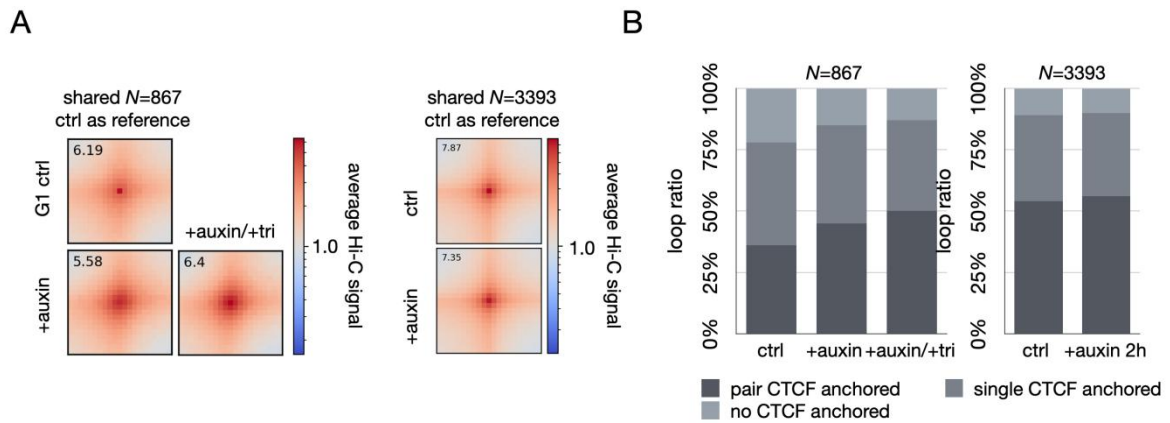 A
shared N=867
ctrl as reference
G1 ctrl
6.19
+auxin
5.58
+auxin/+tri
6.4
1.0
average Hi-C signal
shared N=3393
ctrl as reference
ctrl
7.87
+auxin
7.35
1.0
average Hi-C signal
B
N=867
loop ratio
100%
75%
50%
25%
0%
ctrl
+auxin
+auxin/+tri
N=3393
loop ratio
100%
75%
50%
25%
0%
ctrl
+auxin 2h
pair CTCF anchored
single CTCF anchored
no CTCF anchored